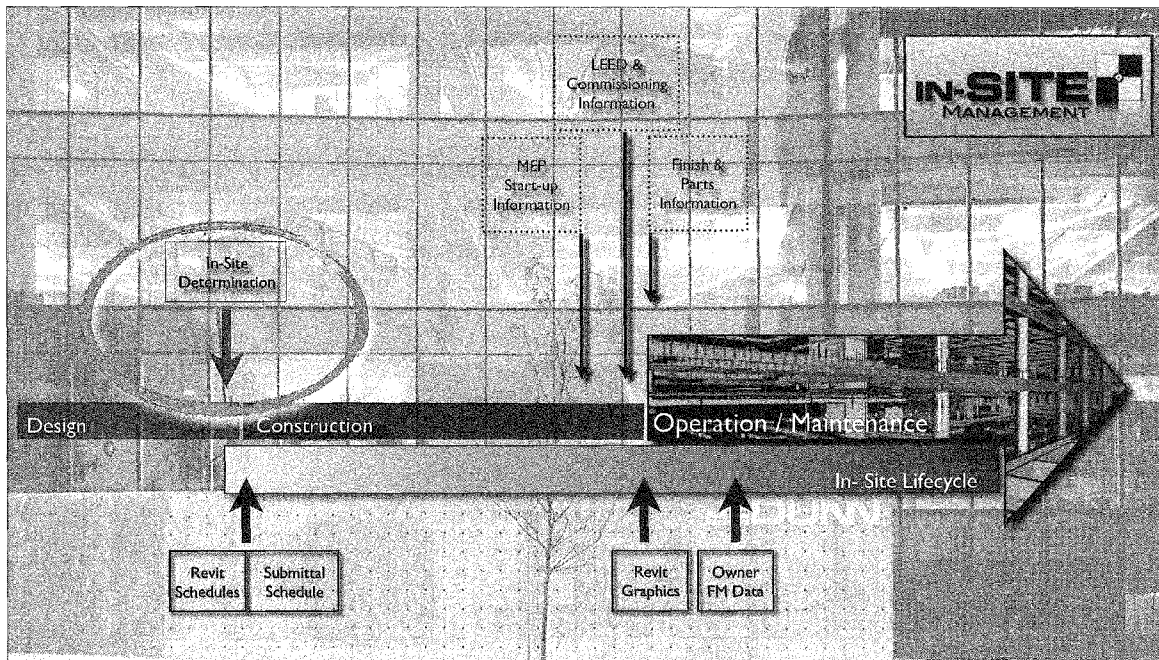 LEED &
Commissioning
Information
IN-SITE
MANAGEMENT
MEP
Start-up
Information
Finish &
Parts
Information
In-Site
Determination
Design
Construction
Operation / Maintenance
In- Site Lifecycle
DUNN
Revit
Schedules
Submittal
Schedule
Revit
Graphics
Owner
FM Data